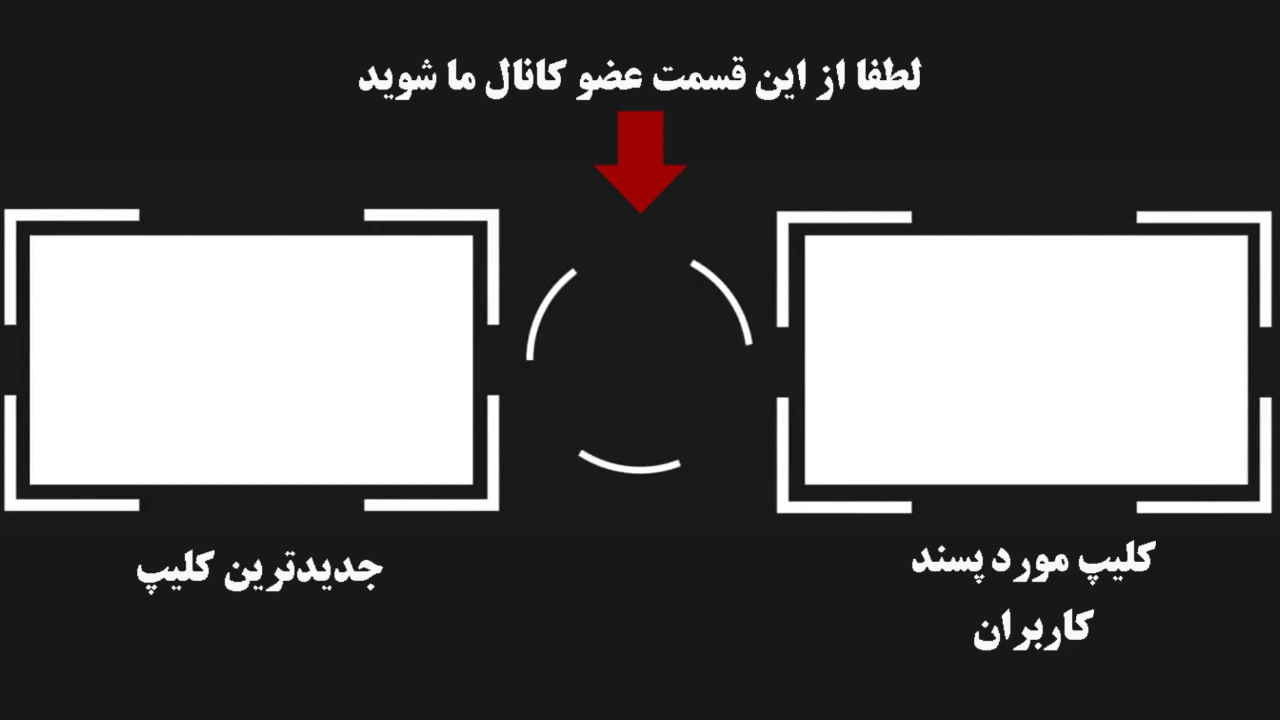 لطفا از این قسمت عضو کانال ما شوید
کلیپ مورد پسند
کاربران
جدیدترین کلیپ